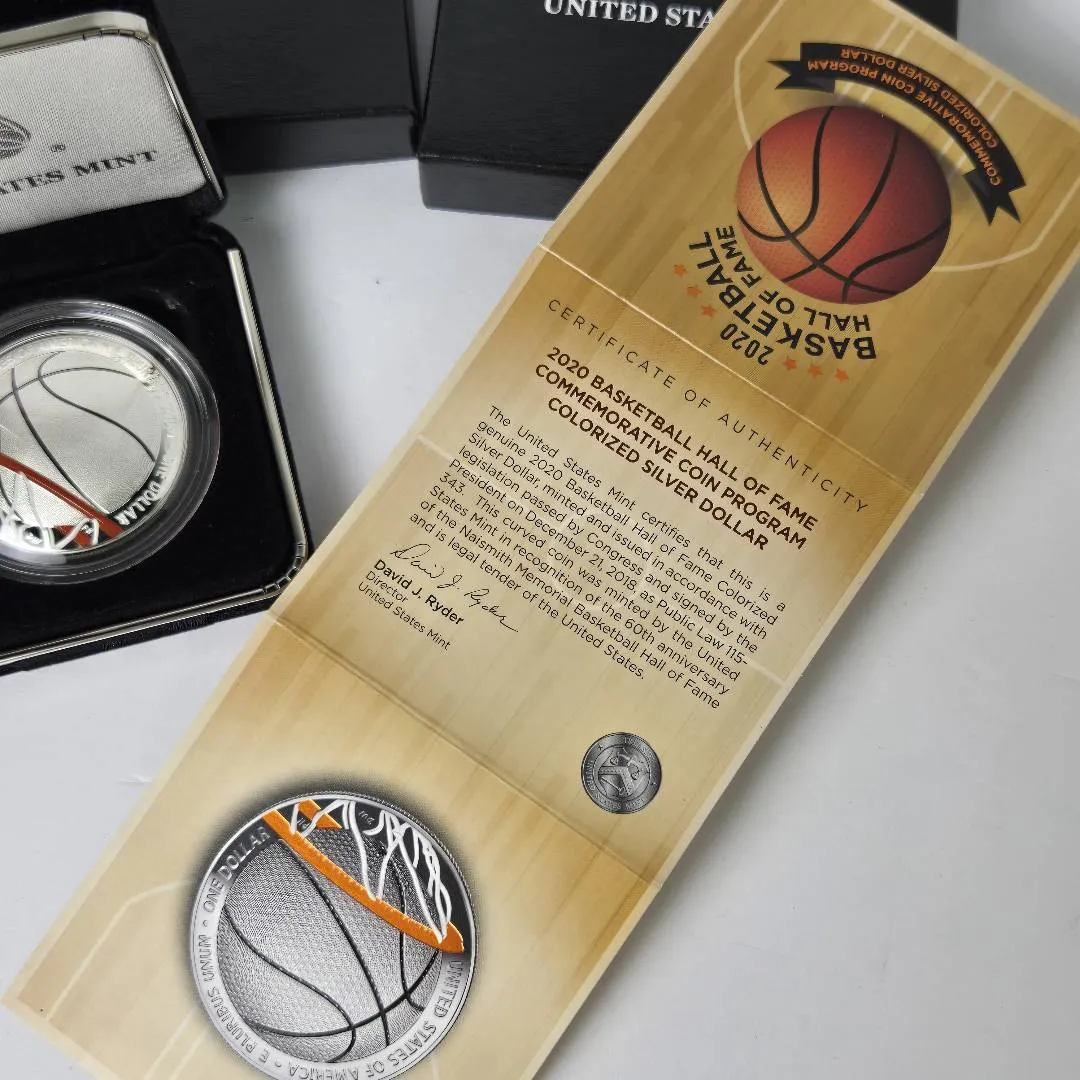 UNITED STA
®
ATES MINT
ONE DOLLAR
COMMEMORATIVE COIN PROGRAM
COLORIZED SILVER DOLLAR
2020
BASKETBALL
HALL OF FAME
CERTIFICATE OF AUTHENTICITY
2020 BASKETBALL HALL OF FAME
COMMEMORATIVE COIN PROGRAM
COLORIZED SILVER DOLLAR
The United States Mint certifies that this is a
genuine 2020 Basketball Hall of Fame Colorized
Silver Dollar, minted and issued in accordance with
legislation passed by Congress and signed by the
President on December 21, 2018, as Public Law 115-
343. This curved coin was minted by the United
States Mint in recognition of the 60th anniversary
of the Naismith Memorial Basketball Hall of Fame
and is legal tender of the United States.
David J. Ryder
David J. Ryder
Director
United States Mint
UNITED STATES OF AMERICA • E PLURIBUS UNUM • ONE DOLLAR